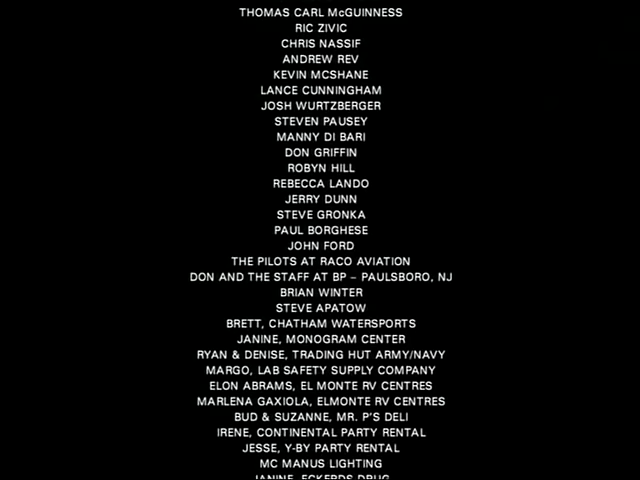 THOMAS CARL McGUINNESS
RIC ZIVIC
CHRIS NASSIF
ANDREW REV
KEVIN MCSHANE
LANCE CUNNINGHAM
JOSH WURTZBERGER
STEVEN PAUSEY
MANNY DI BARI
DON GRIFFIN
ROBYN HILL
REBECCA LANDO
JERRY DUNN
STEVE GRONKA
PAUL BORGHESE
JOHN FORD
THE PILOTS AT RACO AVIATION
DON AND THE STAFF AT BP – PAULSBORO, NJ
BRIAN WINTER
STEVE APATOW
BRETT, CHATHAM WATERSPORTS
JANINE, MONOGRAM CENTER
RYAN & DENISE, TRADING HUT ARMY/NAVY
MARGO, LAB SAFETY SUPPLY COMPANY
ELON ABRAMS, EL MONTE RV CENTRES
MARLENA GAXIOLA, ELMONTE RV CENTRES
BUD & SUZANNE, MR. P'S DELI
IRENE, CONTINENTAL PARTY RENTAL
JESSE, Y-BY PARTY RENTAL
MC MANUS LIGHTING
JANINE, ECKERDS DRUG